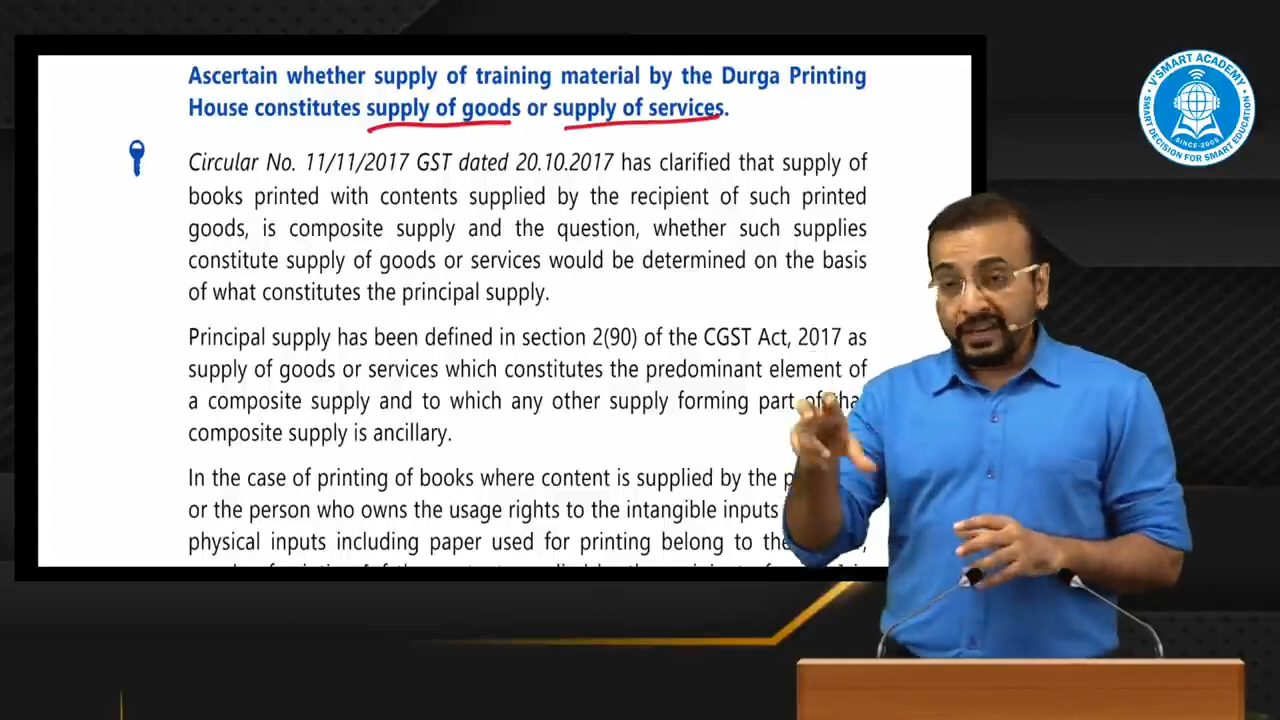 Ascertain whether supply of training material by the Durga Printing
House constitutes supply of goods or supply of services.
Circular No. 11/11/2017 GST dated 20.10.2017 has clarified that supply of
books printed with contents supplied by the recipient of such printed
goods, is composite supply and the question, whether such supplies
constitute supply of goods or services would be determined on the basis
of what constitutes the principal supply.
Principal supply has been defined in section 2(90) of the CGST Act, 2017 as
supply of goods or services which constitutes the predominant element of
a composite supply and to which any other supply forming part of
composite supply is ancillary.
In the case of printing of books where content is supplied by the
or the person who owns the usage rights to the intangible inputs
physical inputs including paper used for printing belong to the
V'SMART ACADEMY
SINCE-2005
SMART DECISION FOR SMART EDUCATION